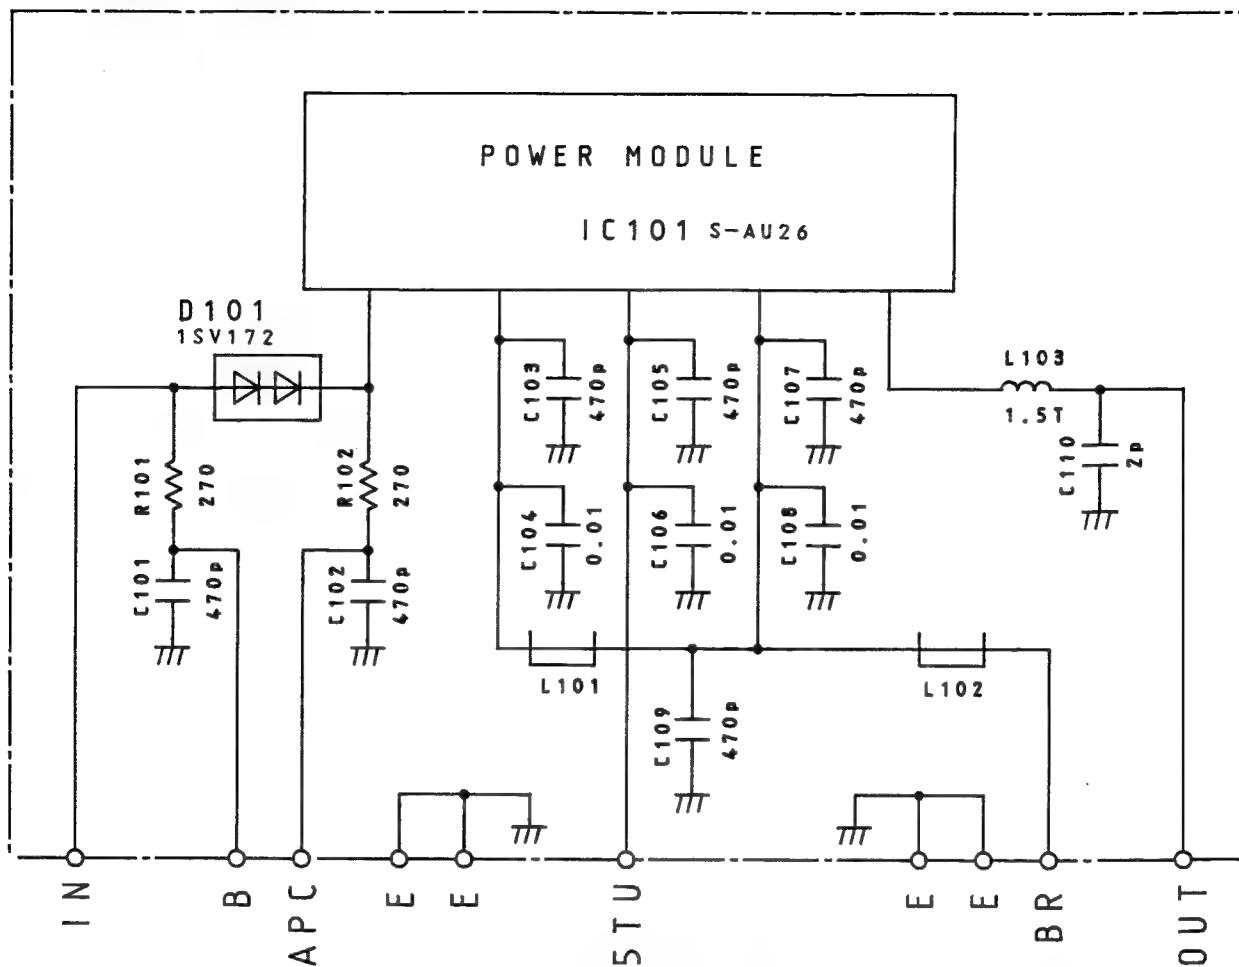 POWER MODULE
IC101 S-AU26
D101
1SV172
C103
470p
C105
470p
C107
470p
L103
1.5T
C110
2p
R101
270
R102
270
C104
0.01
C106
0.01
C108
0.01
C101
470p
C102
470p
L101
L102
C109
470p
IN
B
APC
E
E
5TU
E
E
BR
OUT